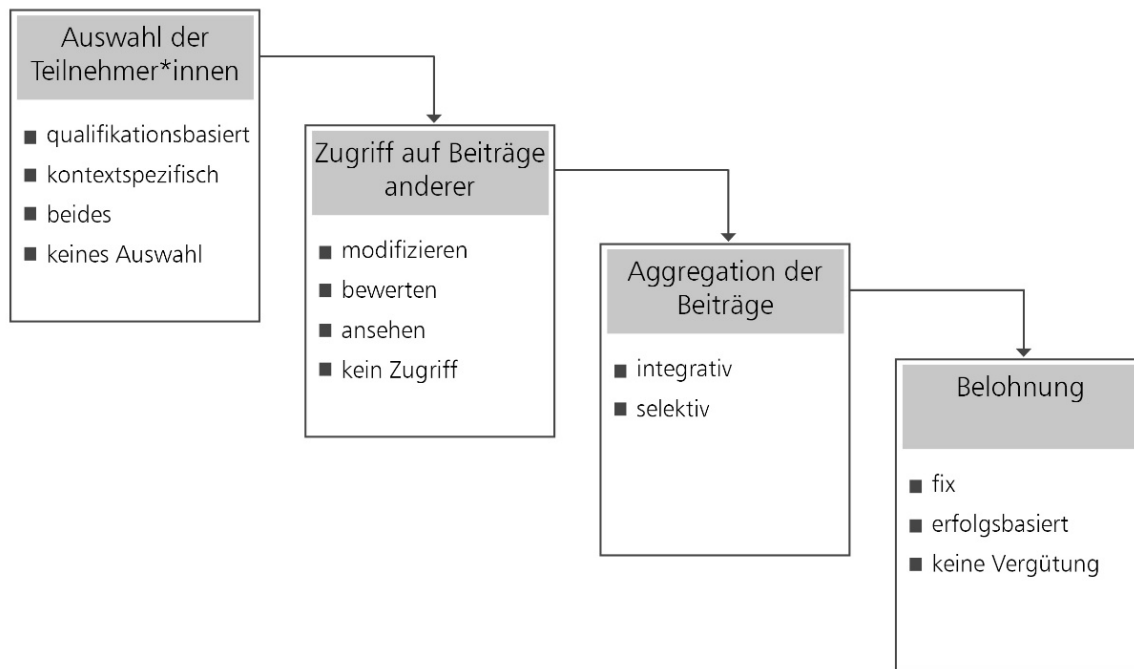 Auswahl der
Teilnehmer*innen
qualifikationsbasiert
kontextspezifisch
beides
keines Auswahl
Zugriff auf Beiträge
anderer
modifizieren
bewerten
ansehen
kein Zugriff
Aggregation der
Beiträge
integrativ
selektiv
Belohnung
fix
erfolgsbasiert
keine Vergütung